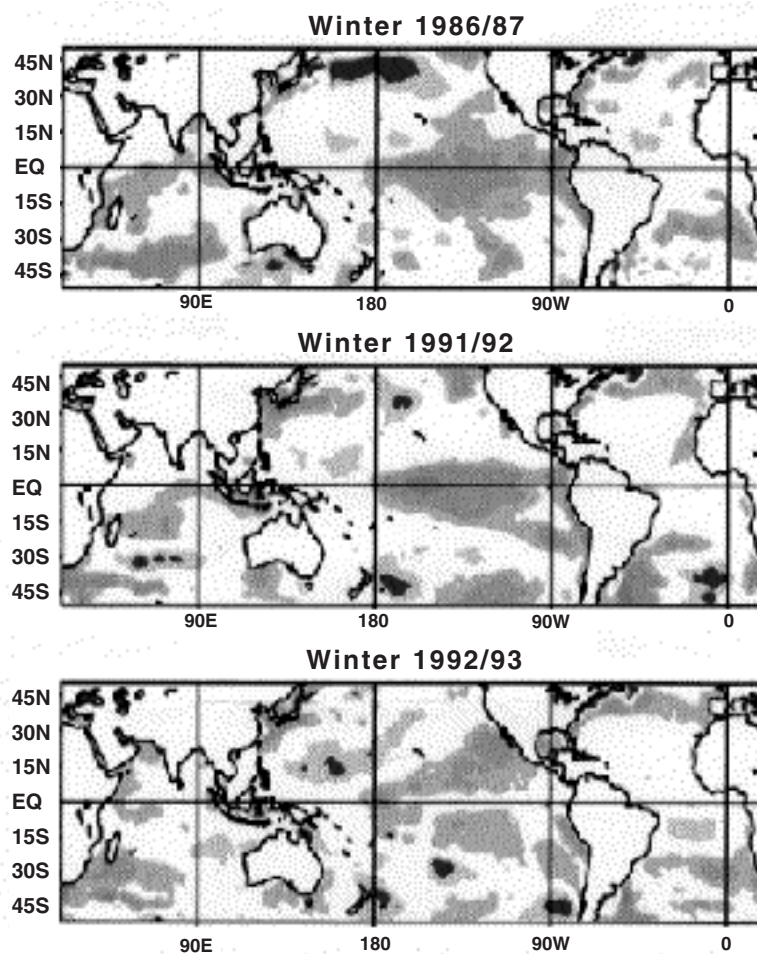 Winter 1986/87
45N
30N
15N
EQ
15S
30S
45S
90E 180 90W 0
Winter 1991/92
45N
30N
15N
EQ
15S
30S
45S
90E 180 90W 0
Winter 1992/93
45N
30N
15N
EQ
15S
30S
45S
90E 180 90W 0